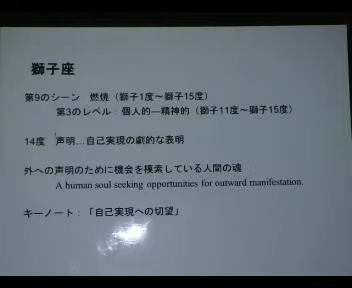 獅子座
第9のシーン　燃焼（獅子1度～獅子15度）
第3のレベル：個人的―精神的（獅子11度～獅子15度）
14度　声明…自己実現の劇的な表明
外への声明のために機会を模索している人間の魂
A human soul seeking opportunities for outward manifestation.
キーノート：「自己実現への切望」